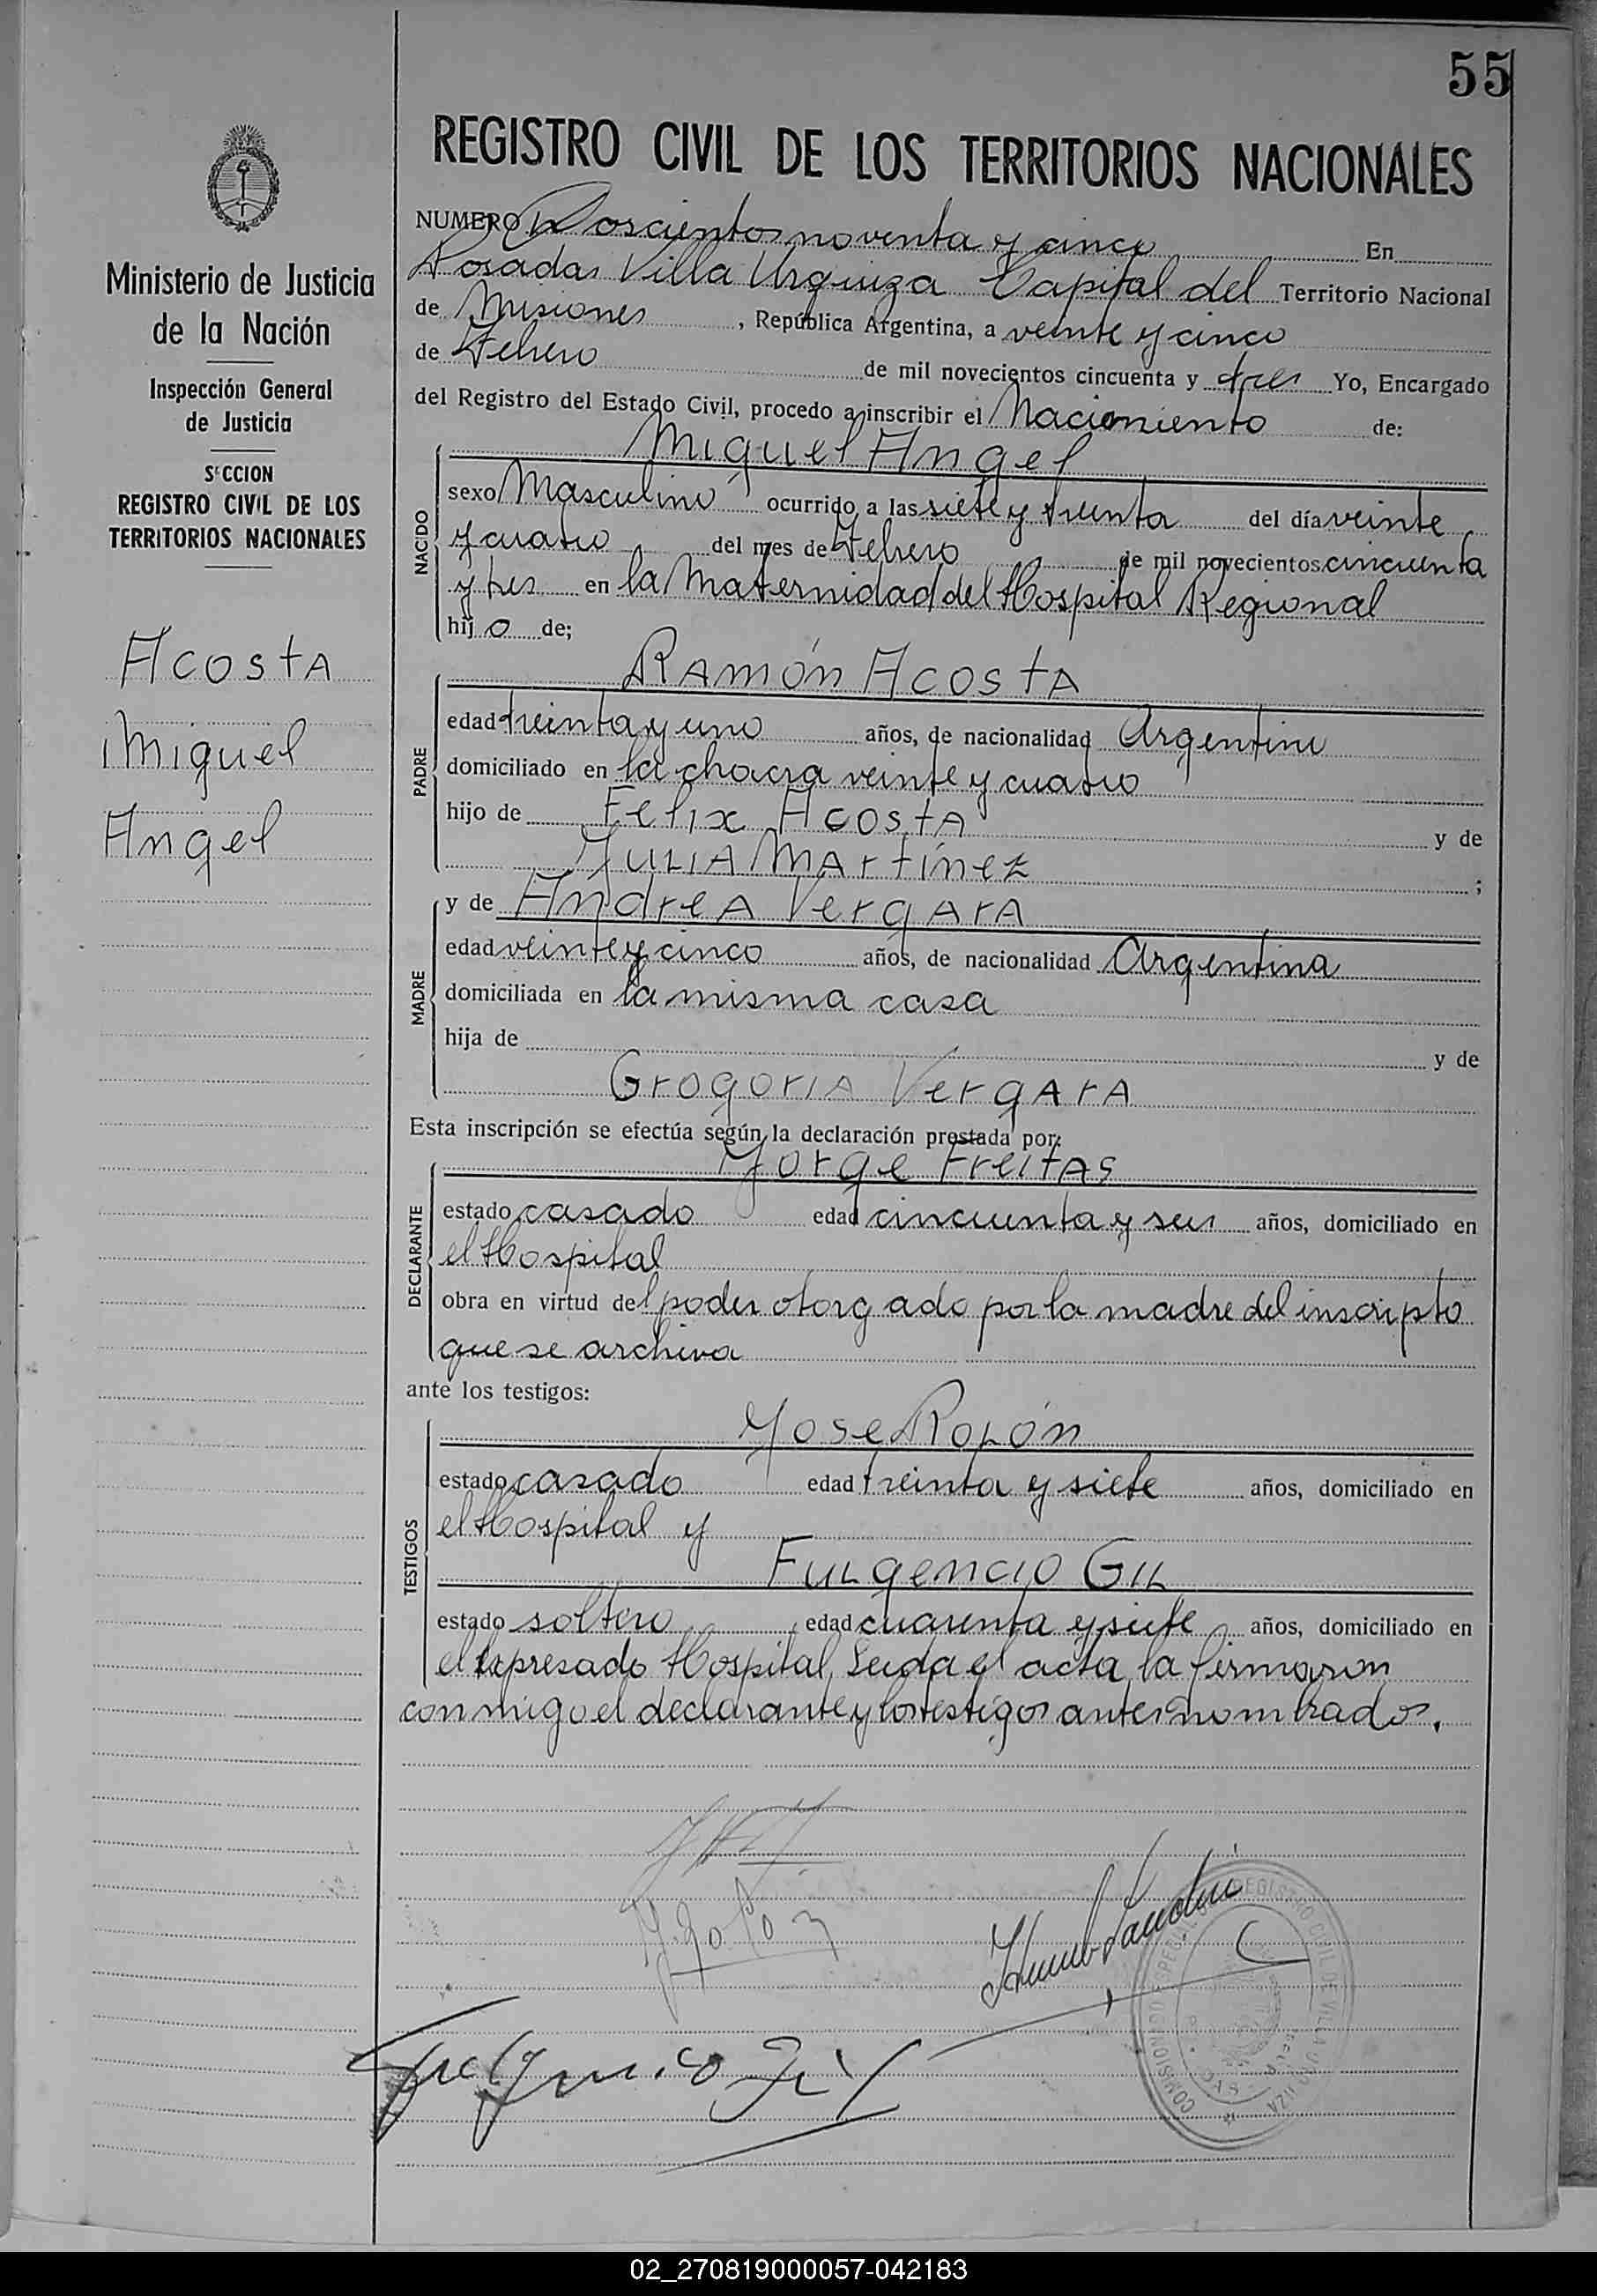 55
REGISTRO CIVIL DE LOS TERRITORIOS NACIONALES
Ministerio de Justicia
de la Nación
Inspección General
de Justicia
SECCION
REGISTRO CIVIL DE LOS
TERRITORIOS NACIONALES
Acosta
Miguel
Angel
NUMERO Doscientos noventa y cinco En
Posadas Villa Urquiza Capital del Territorio Nacional
de Misiones, República Argentina, a veinte y cinco
de Febrero de mil novecientos cincuenta y tres Yo, Encargado
del Registro del Estado Civil, procedo a inscribir el Nacimiento de:
Miguel Angel
NACIDO
sexo Masculino ocurrido a las siete y treinta del día veinte
y cuatro del mes de Febrero de mil novecientos cincuenta
y tres en la Maternidad del Hospital Regional
hijo de;
Ramón Acosta
PADRE
edad treinta y uno años, de nacionalidad Argentino
domiciliado en la chacra veinte y cuatro
hijo de Felix Acosta y de
Julia Martínez ;
y de Andrea Vergara
MADRE
edad veinte y cinco años, de nacionalidad Argentina
domiciliada en la misma casa
hija de y de
Grogoria Vergara
Esta inscripción se efectúa según la declaración prestada por:
Jorge Freitas
DECLARANTE
estado casado edad cincuenta y seis años, domiciliado en
el Hospital
obra en virtud del poder otorgado por la madre del inscripto
que se archiva
ante los testigos:
Jose Rolón
TESTIGOS
estado casado edad treinta y siete años, domiciliado en
el Hospital y
Fulgencio Gil
estado soltero edad cuarenta y siete años, domiciliado en
el expresado Hospital, Leida el acta, la firmaron
conmigo el declarante y los testigos antes nombrados.
REGISTRO CIVIL DE VILLA URQUIZA
02_270819000057-042183